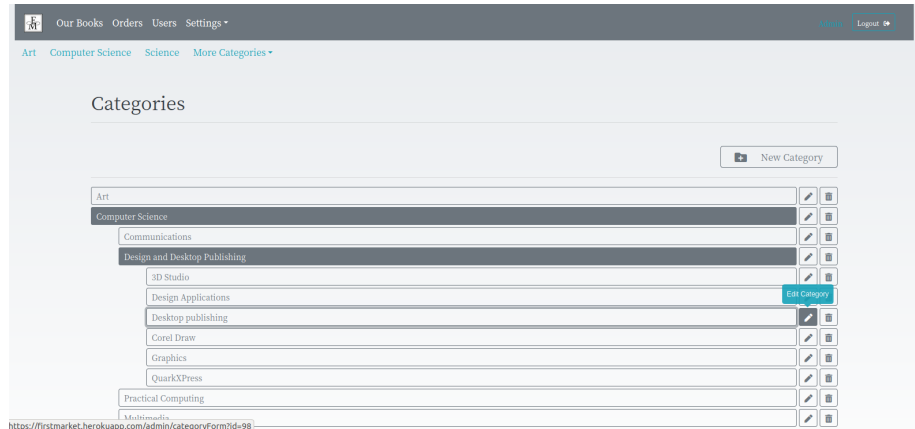 F M
Our Books Orders Users Settings
Logout
Art Computer Science Science More Categories
Categories
New Category
Art
Computer Science
Communications
Design and Desktop Publishing
3D Studio
Edit Category
Design Applications
Desktop publishing
Corel Draw
Graphics
QuarkXPress
Practical Computing
Multimedia
https://firstmarket.herokuapp.com/admin/categoryForm?id=98